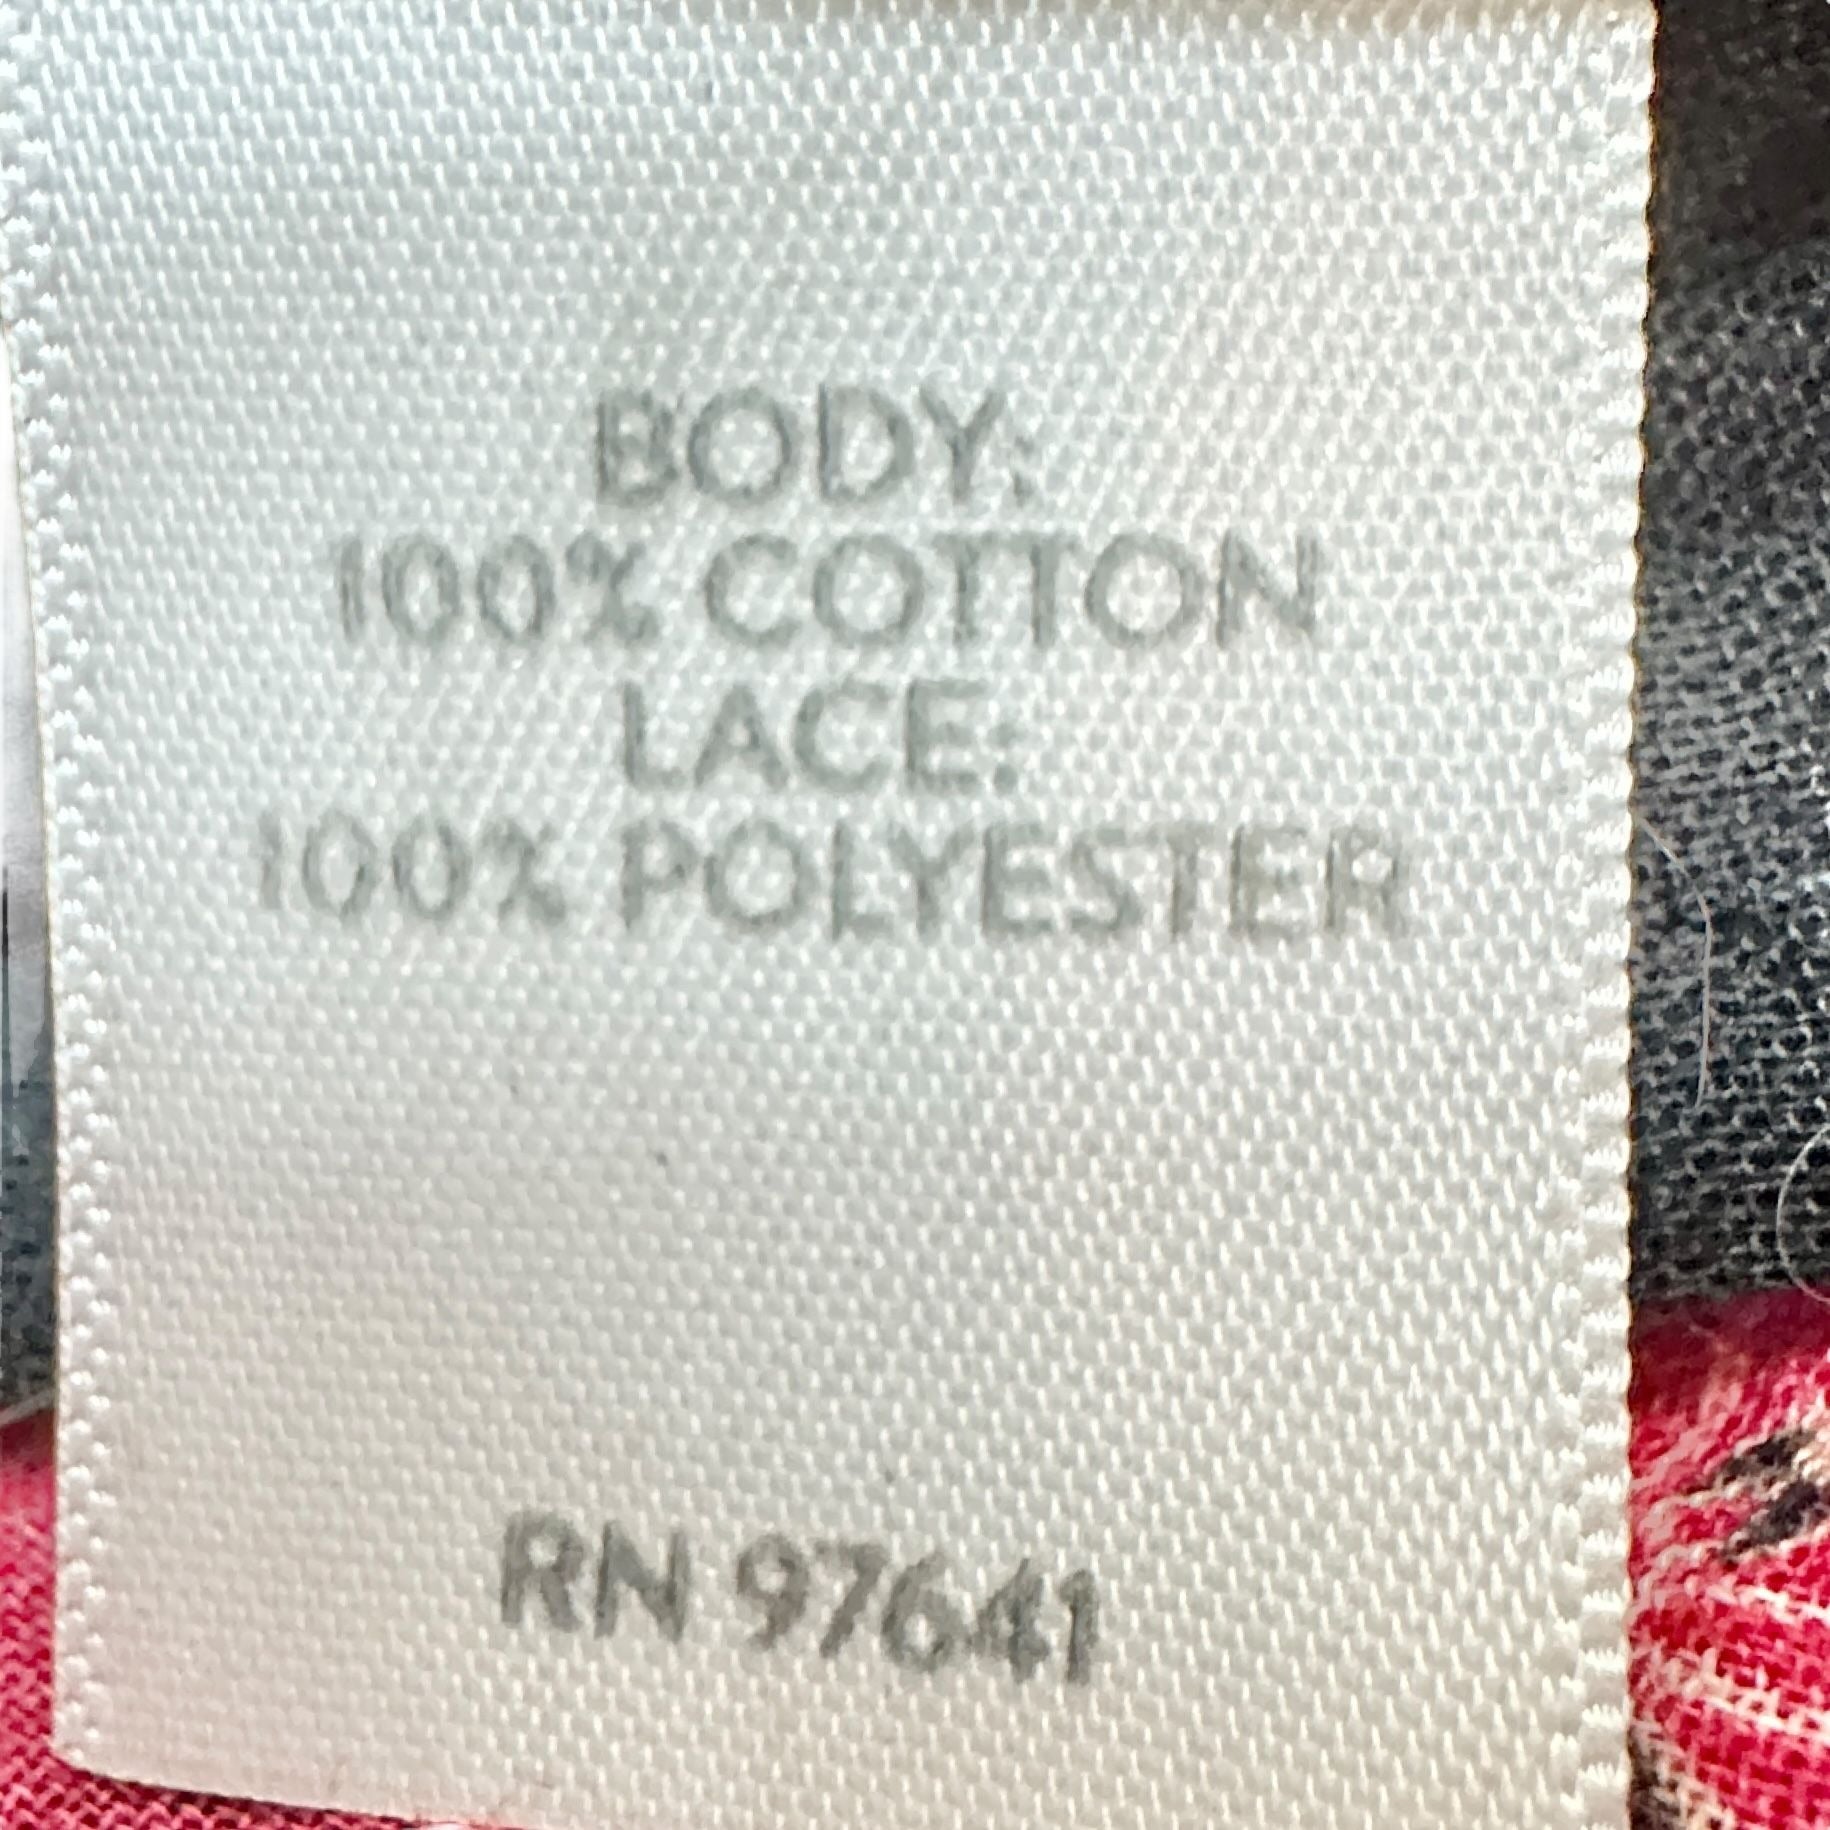 BODY:
100% COTTON
LACE:
100% POLYESTER
RN 97641